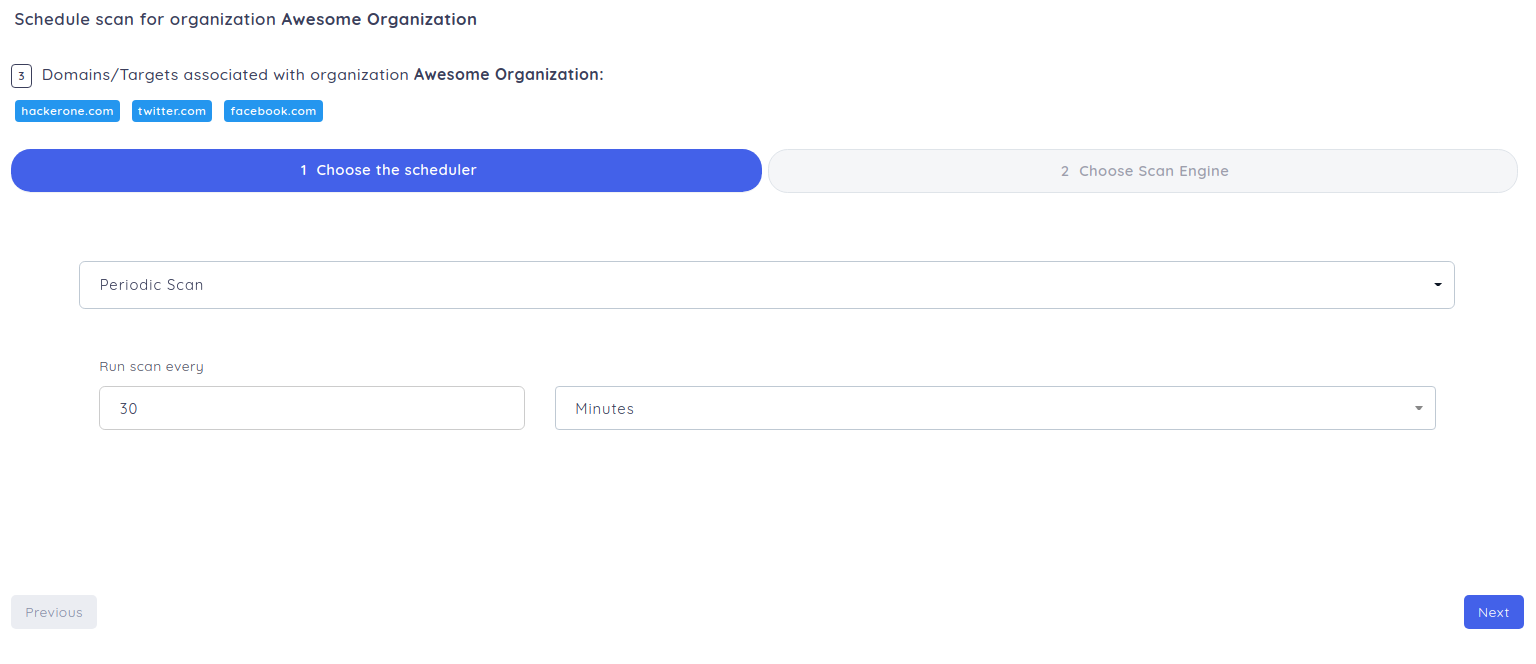 Schedule scan for organization Awesome Organization
3 Domains/Targets associated with organization Awesome Organization:
hackerone.com twitter.com facebook.com
1 Choose the scheduler 2 Choose Scan Engine
Periodic Scan
Run scan every
30 Minutes
Previous Next